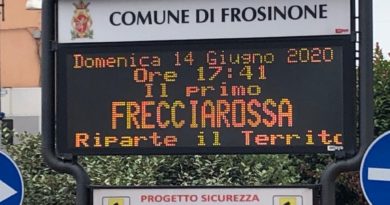 COMUNE DI FROSINONE
Domenica 14 Giugno 2020
Ore 17:41
Il primo
FRECCIAROSSA
Riparte il Territo
PROGETTO SICUREZZA